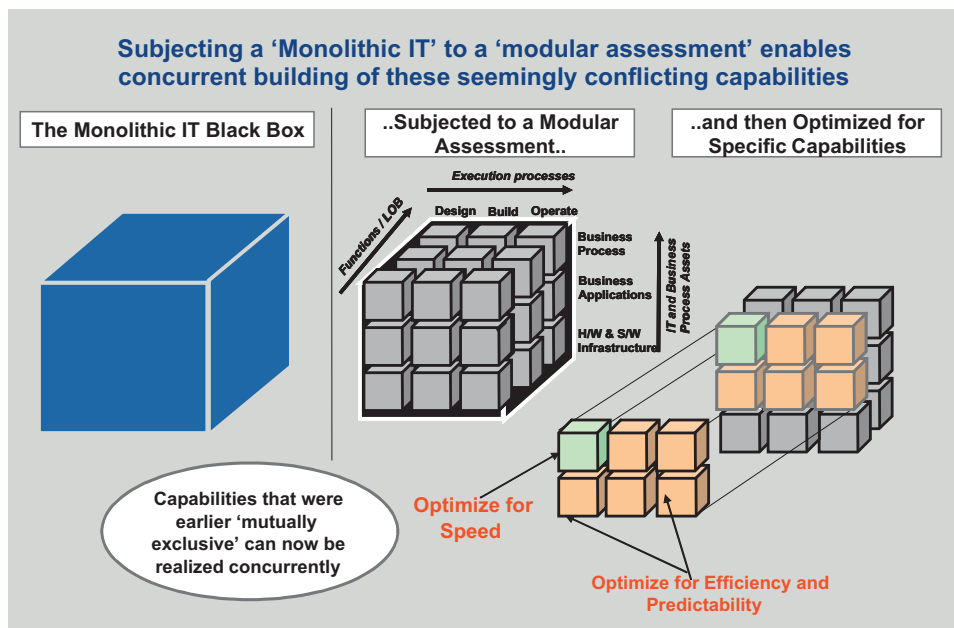 Subjecting a ‘Monolithic IT’ to a ‘modular assessment’ enables
concurrent building of these seemingly conflicting capabilities
The Monolithic IT Black Box
..Subjected to a Modular
Assessment..
..and then Optimized for
Specific Capabilities
Execution processes
Functions / LOB
Design Build Operate
Business
Process
Business
Applications
H/W & S/W
Infrastructure
IT and Business
Process Assets
Capabilities that were
earlier ‘mutually
exclusive’ can now be
realized concurrently
Optimize for
Speed
Optimize for Efficiency and
Predictability